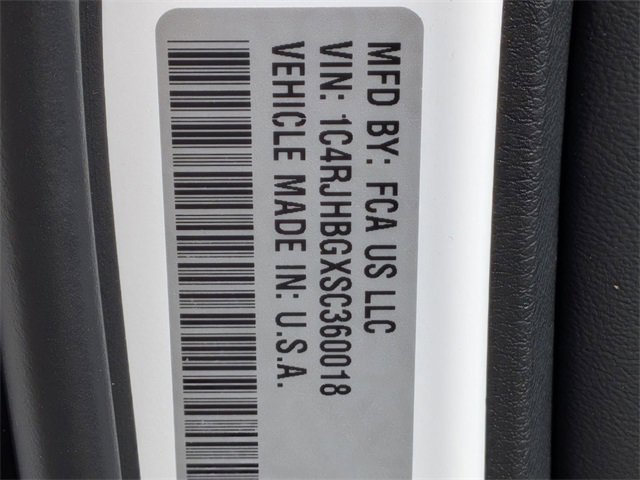 MFD BY: FCA US LLC
VIN: 1C4RJHBGXSC360018
VEHICLE MADE IN: U.S.A.